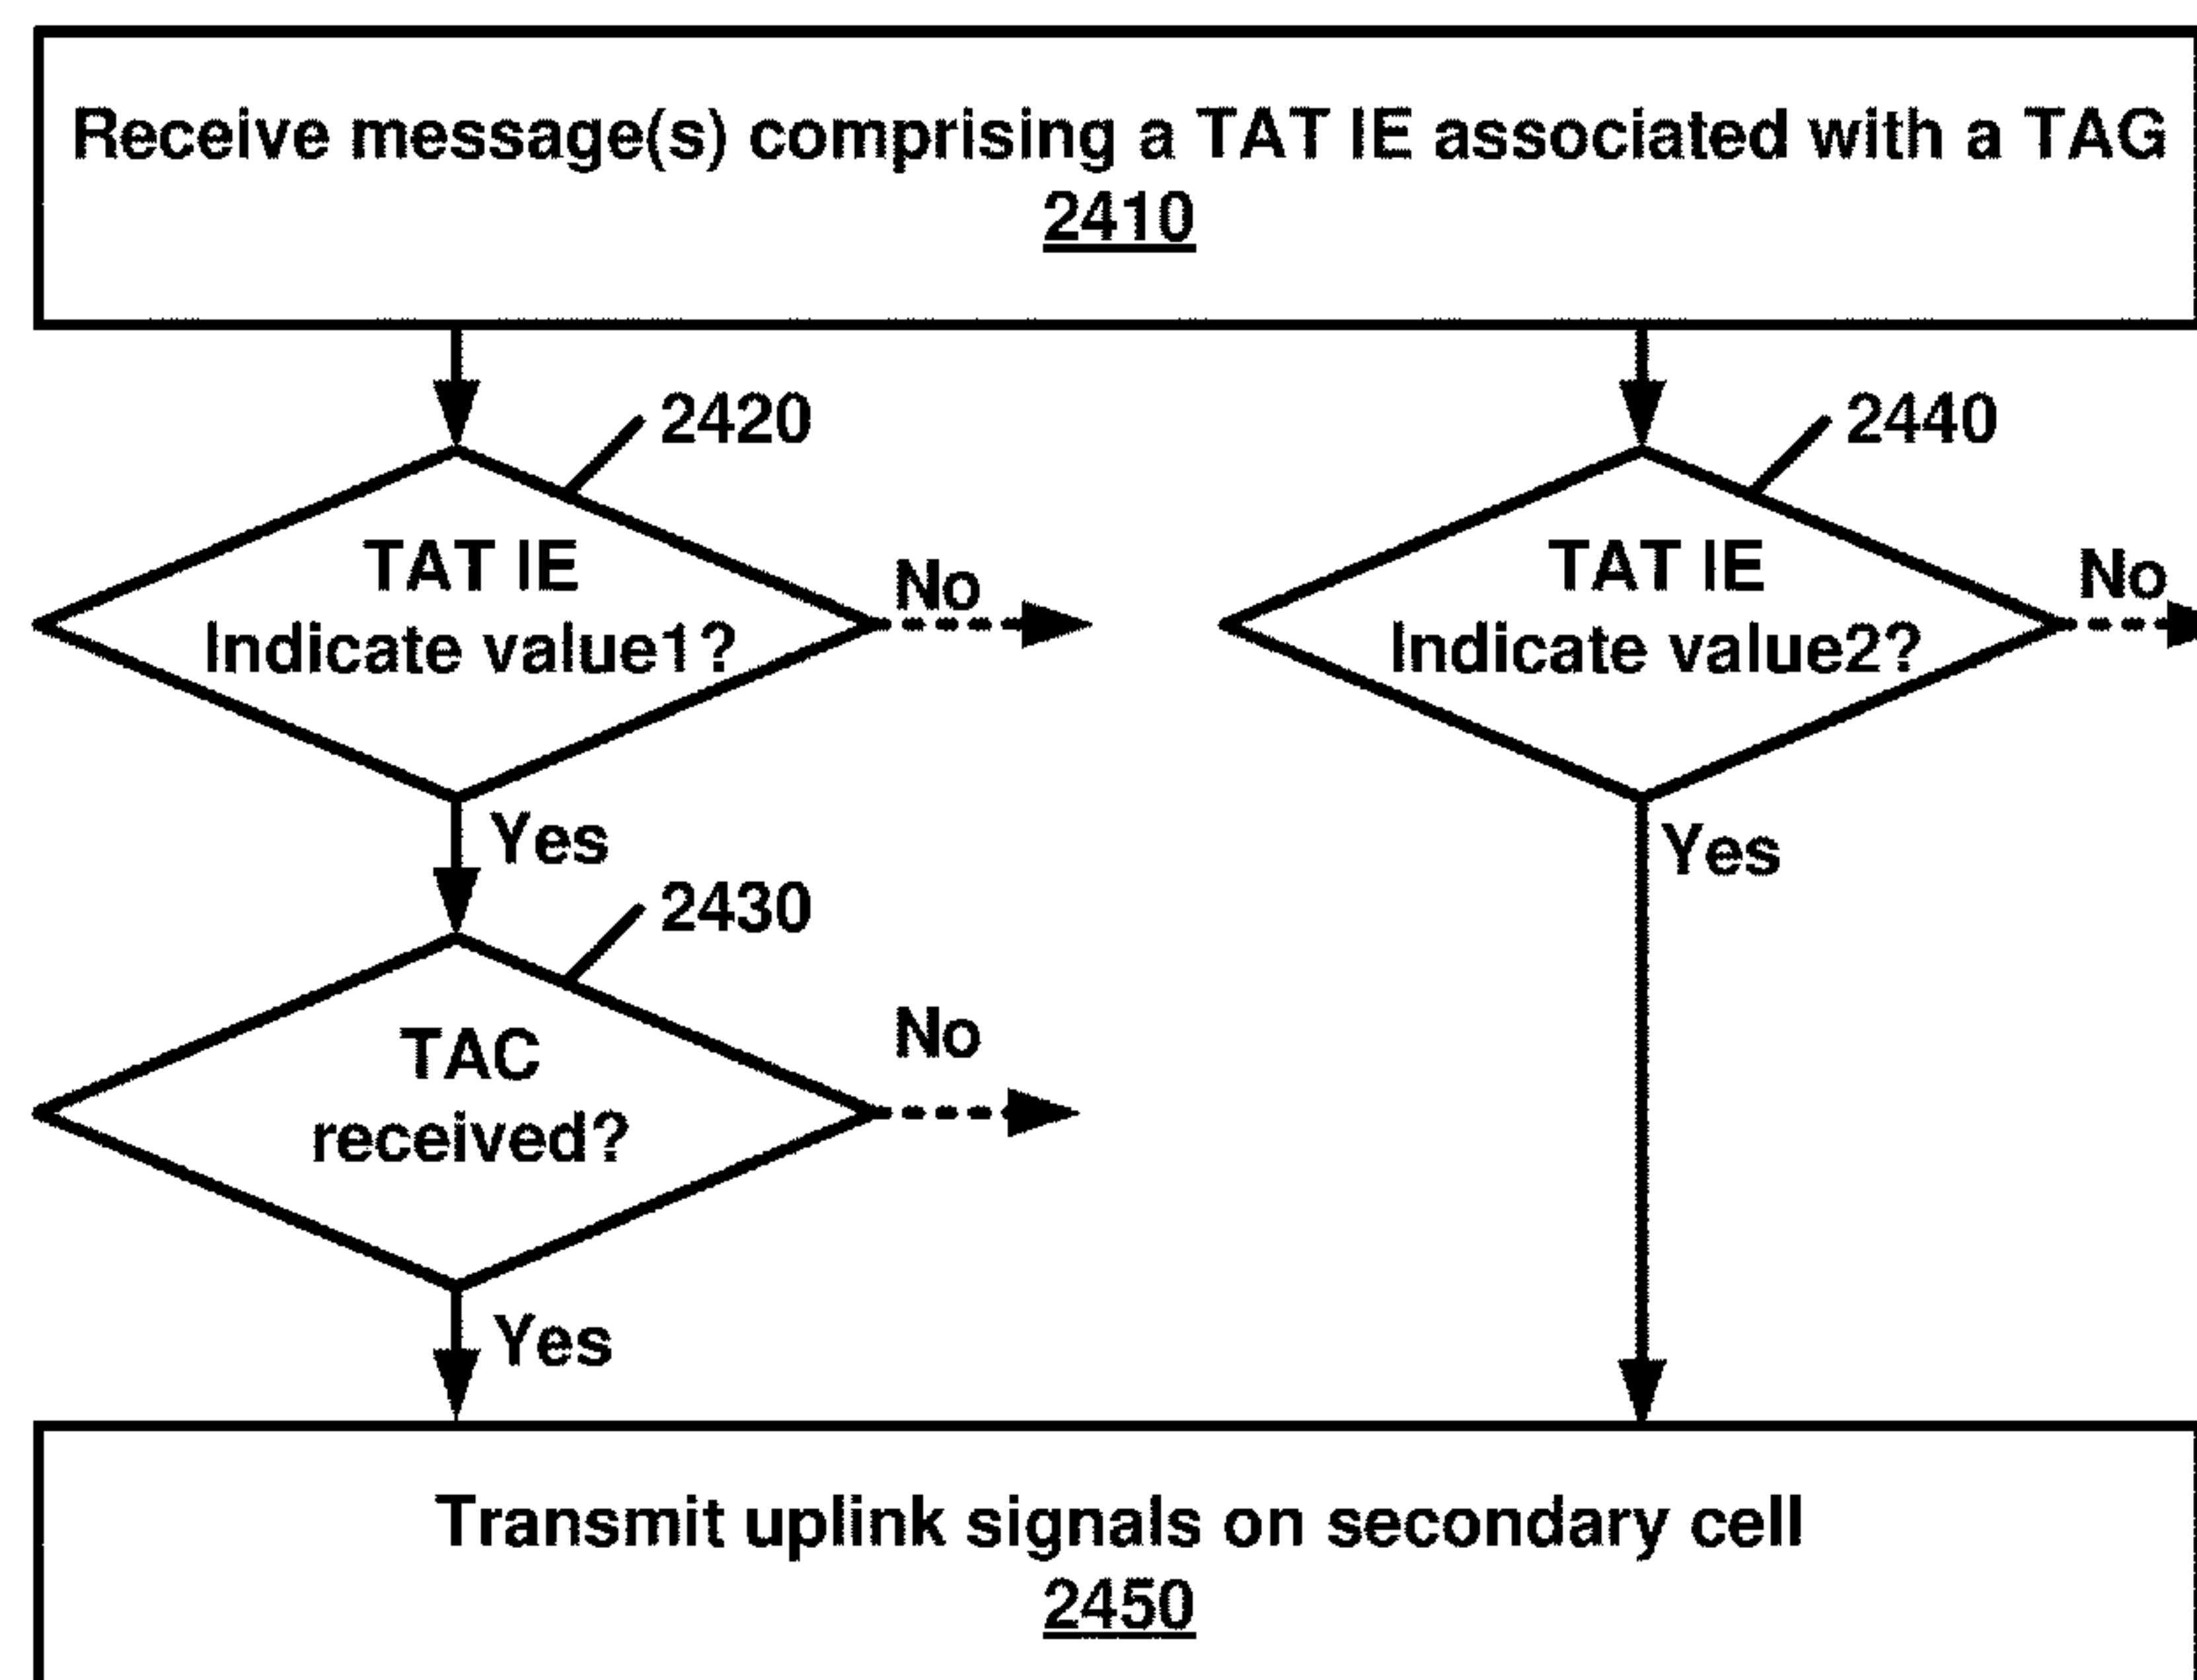 Receive message(s) comprising a TAT IE associated with a TAG
2410
2420
2440
TAT IE
Indicate value1?
No
TAT IE
Indicate value2?
No
Yes
Yes
2430
TAC
received?
No
Yes
Transmit uplink signals on secondary cell
2450